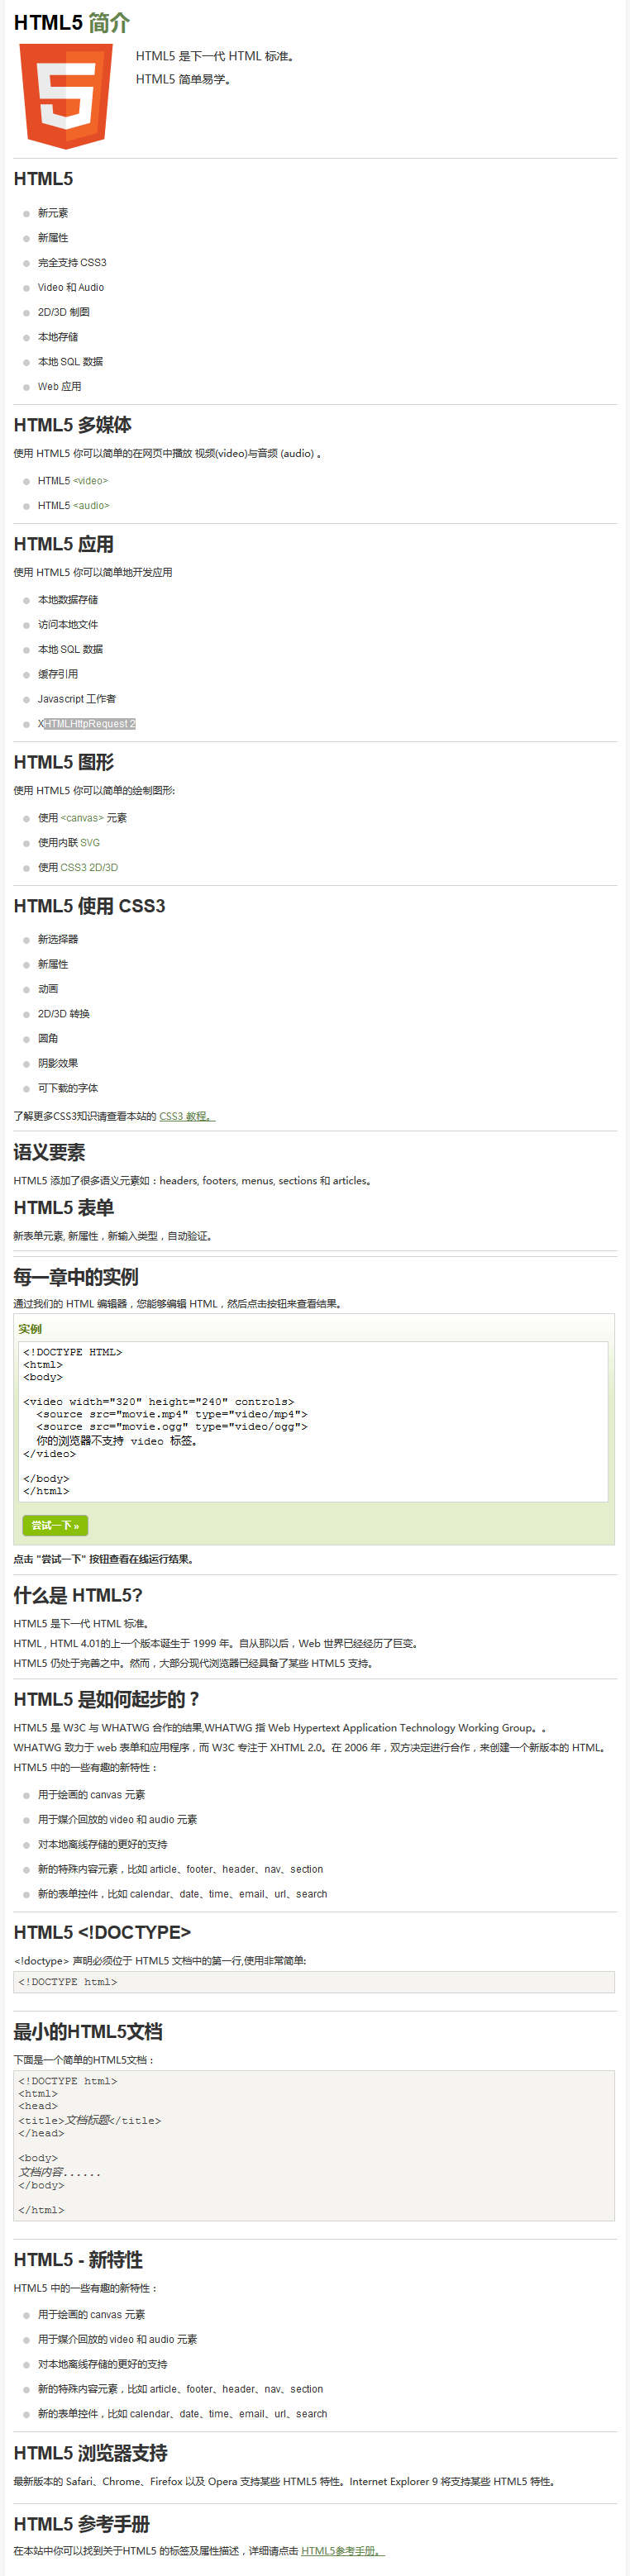 HTML5 简介
HTML5 是下一代 HTML 标准。
HTML5 简单易学。
HTML5
新元素
新属性
完全支持 CSS3
Video 和 Audio
2D/3D 制图
本地存储
本地 SQL 数据
Web 应用
HTML5 多媒体
使用 HTML5 你可以简单的在网页中播放 视频(video)与音频 (audio) 。
HTML5 <video>
HTML5 <audio>
HTML5 应用
使用 HTML5 你可以简单地开发应用
本地数据存储
访问本地文件
本地 SQL 数据
缓存引用
Javascript 工作者
XHTMLHttpRequest 2
HTML5 图形
使用 HTML5 你可以简单的绘制图形:
使用 <canvas> 元素
使用内联 SVG
使用 CSS3 2D/3D
HTML5 使用 CSS3
新选择器
新属性
动画
2D/3D 转换
圆角
阴影效果
可下载的字体
了解更多CSS3知识请查看本站的 CSS3 教程。
语义要素
HTML5 添加了很多语义元素如：headers, footers, menus, sections 和 articles。
HTML5 表单
新表单元素, 新属性，新输入类型，自动验证。
每一章中的实例
通过我们的 HTML 编辑器，您能够编辑 HTML，然后点击按钮来查看结果。
实例
<!DOCTYPE HTML>
<html>
<body>
<video width="320" height="240" controls>
<source src="movie.mp4" type="video/mp4">
<source src="movie.ogg" type="video/ogg">
你的浏览器不支持 video 标签。
</video>
</body>
</html>
尝试一下 »
点击 "尝试一下" 按钮查看在线运行结果。
什么是 HTML5?
HTML5 是下一代 HTML 标准。
HTML , HTML 4.01的上一个版本诞生于 1999 年。自从那以后，Web 世界已经经历了巨变。
HTML5 仍处于完善之中。然而，大部分现代浏览器已经具备了某些 HTML5 支持。
HTML5 是如何起步的？
HTML5 是 W3C 与 WHATWG 合作的结果,WHATWG 指 Web Hypertext Application Technology Working Group。。
WHATWG 致力于 web 表单和应用程序，而 W3C 专注于 XHTML 2.0。在 2006 年，双方决定进行合作，来创建一个新版本的 HTML。
HTML5 中的一些有趣的新特性：
用于绘画的 canvas 元素
用于媒介回放的 video 和 audio 元素
对本地离线存储的更好的支持
新的特殊内容元素，比如 article、footer、header、nav、section
新的表单控件，比如 calendar、date、time、email、url、search
HTML5 <!DOCTYPE>
<!doctype> 声明必须位于 HTML5 文档中的第一行,使用非常简单:
<!DOCTYPE html>
最小的HTML5文档
下面是一个简单的HTML5文档：
<!DOCTYPE html>
<html>
<head>
<title>文档标题</title>
</head>
<body>
文档内容......
</body>
</html>
HTML5 - 新特性
HTML5 中的一些有趣的新特性：
用于绘画的 canvas 元素
用于媒介回放的 video 和 audio 元素
对本地离线存储的更好的支持
新的特殊内容元素，比如 article、footer、header、nav、section
新的表单控件，比如 calendar、date、time、email、url、search
HTML5 浏览器支持
最新版本的 Safari、Chrome、Firefox 以及 Opera 支持某些 HTML5 特性。Internet Explorer 9 将支持某些 HTML5 特性。
HTML5 参考手册
在本站中你可以找到关于HTML5 的标签及属性描述，详细请点击 HTML5参考手册。